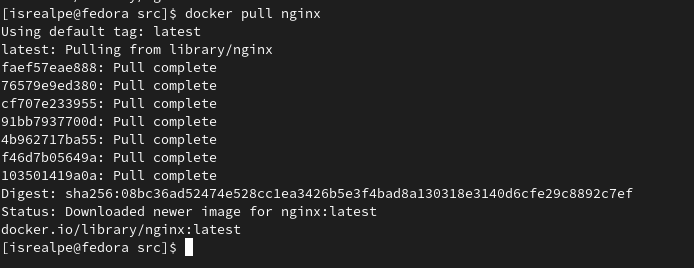 [isrealpe@fedora src]$ docker pull nginx
Using default tag: latest
latest: Pulling from library/nginx
faef57eae888: Pull complete
76579e9ed380: Pull complete
cf707e233955: Pull complete
91bb7937700d: Pull complete
4b962717ba55: Pull complete
f46d7b05649a: Pull complete
103501419a0a: Pull complete
Digest: sha256:08bc36ad52474e528cc1ea3426b5e3f4bad8a130318e3140d6cfe29c8892c7ef
Status: Downloaded newer image for nginx:latest
docker.io/library/nginx:latest
[isrealpe@fedora src]$